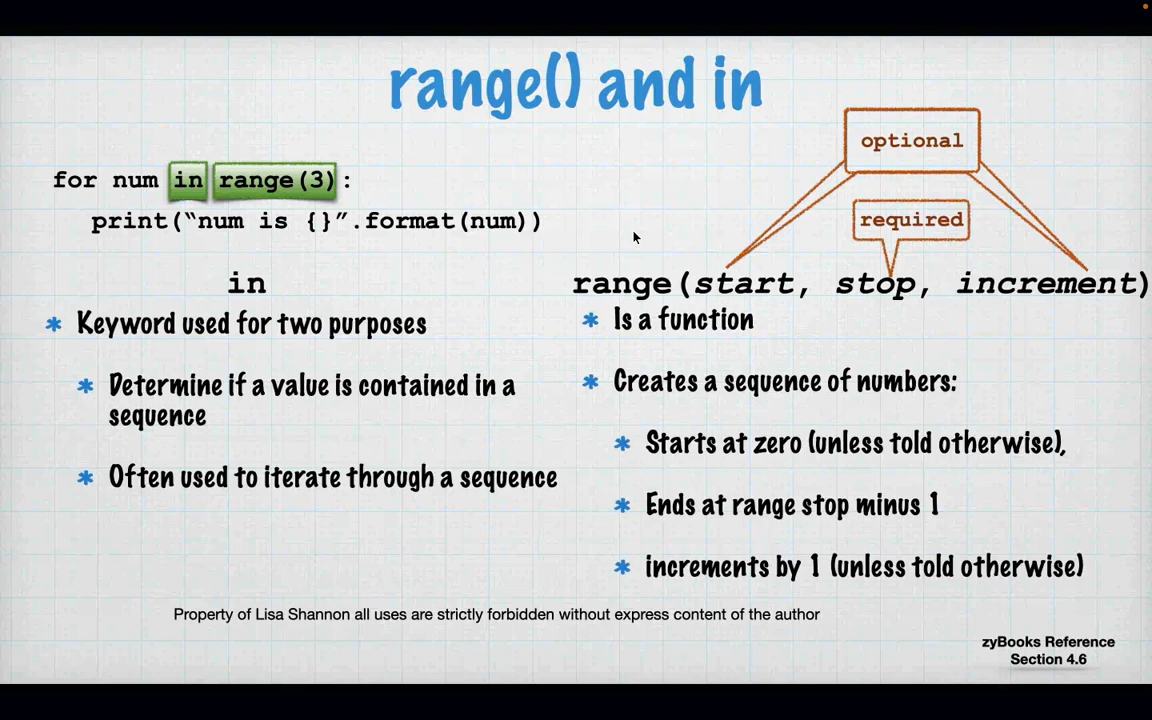 range() and in
for num in range(3):
print(“num is {}”.format(num))
optional
required
in
* Keyword used for two purposes
* Determine if a value is contained in a
sequence
* Often used to iterate through a sequence
range(start, stop, increment)
* Is a function
* Creates a sequence of numbers:
* Starts at zero (unless told otherwise),
* Ends at range stop minus 1
* increments by 1 (unless told otherwise)
Property of Lisa Shannon all uses are strictly forbidden without express content of the author
zyBooks Reference
Section 4.6